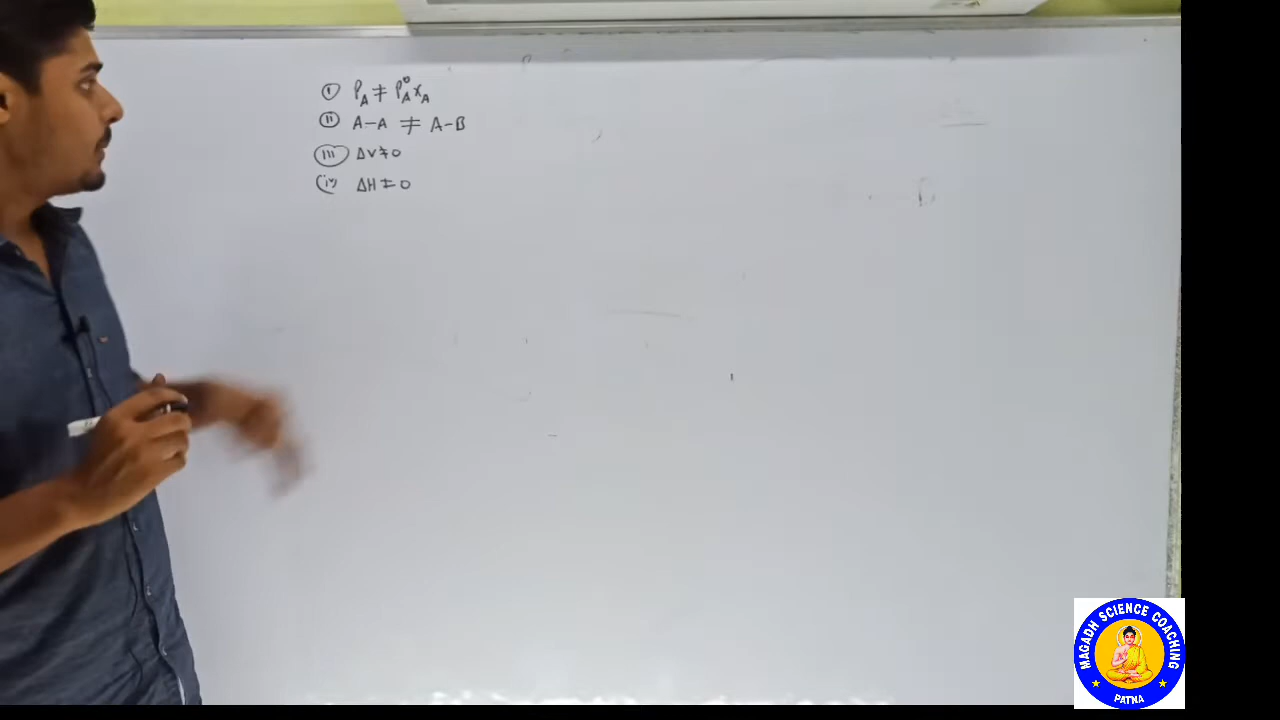 (i) P_A ≠ P°_A x_A
(ii) A-A ≠ A-B
(iii) ΔV≠0
(iv) ΔH≠0
MAGADH SCIENCE COACHING
PATNA